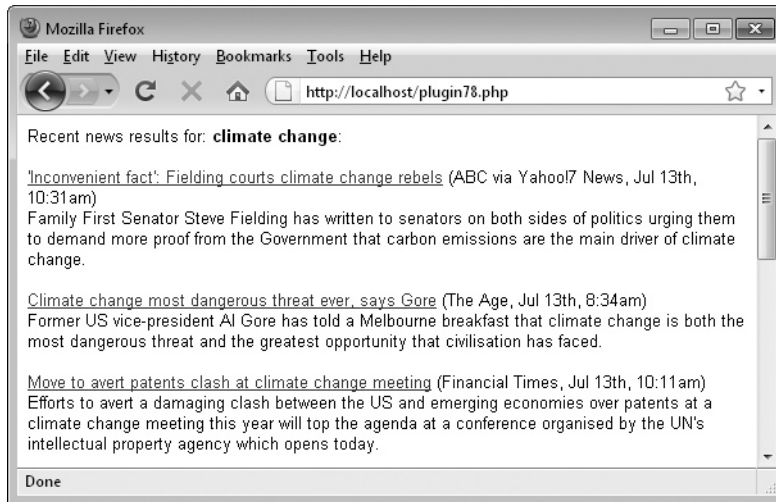 Mozilla Firefox
File Edit View History Bookmarks Tools Help
http://localhost/plugin78.php
Recent news results for: climate change:
'Inconvenient fact': Fielding courts climate change rebels (ABC via Yahoo!7 News, Jul 13th,
10:31am)
Family First Senator Steve Fielding has written to senators on both sides of politics urging them
to demand more proof from the Government that carbon emissions are the main driver of climate
change.
Climate change most dangerous threat ever, says Gore (The Age, Jul 13th, 8:34am)
Former US vice-president Al Gore has told a Melbourne breakfast that climate change is both the
most dangerous threat and the greatest opportunity that civilisation has faced.
Move to avert patents clash at climate change meeting (Financial Times, Jul 13th, 10:11am)
Efforts to avert a damaging clash between the US and emerging economies over patents at a
climate change meeting this year will top the agenda at a conference organised by the UN's
intellectual property agency which opens today.
Done